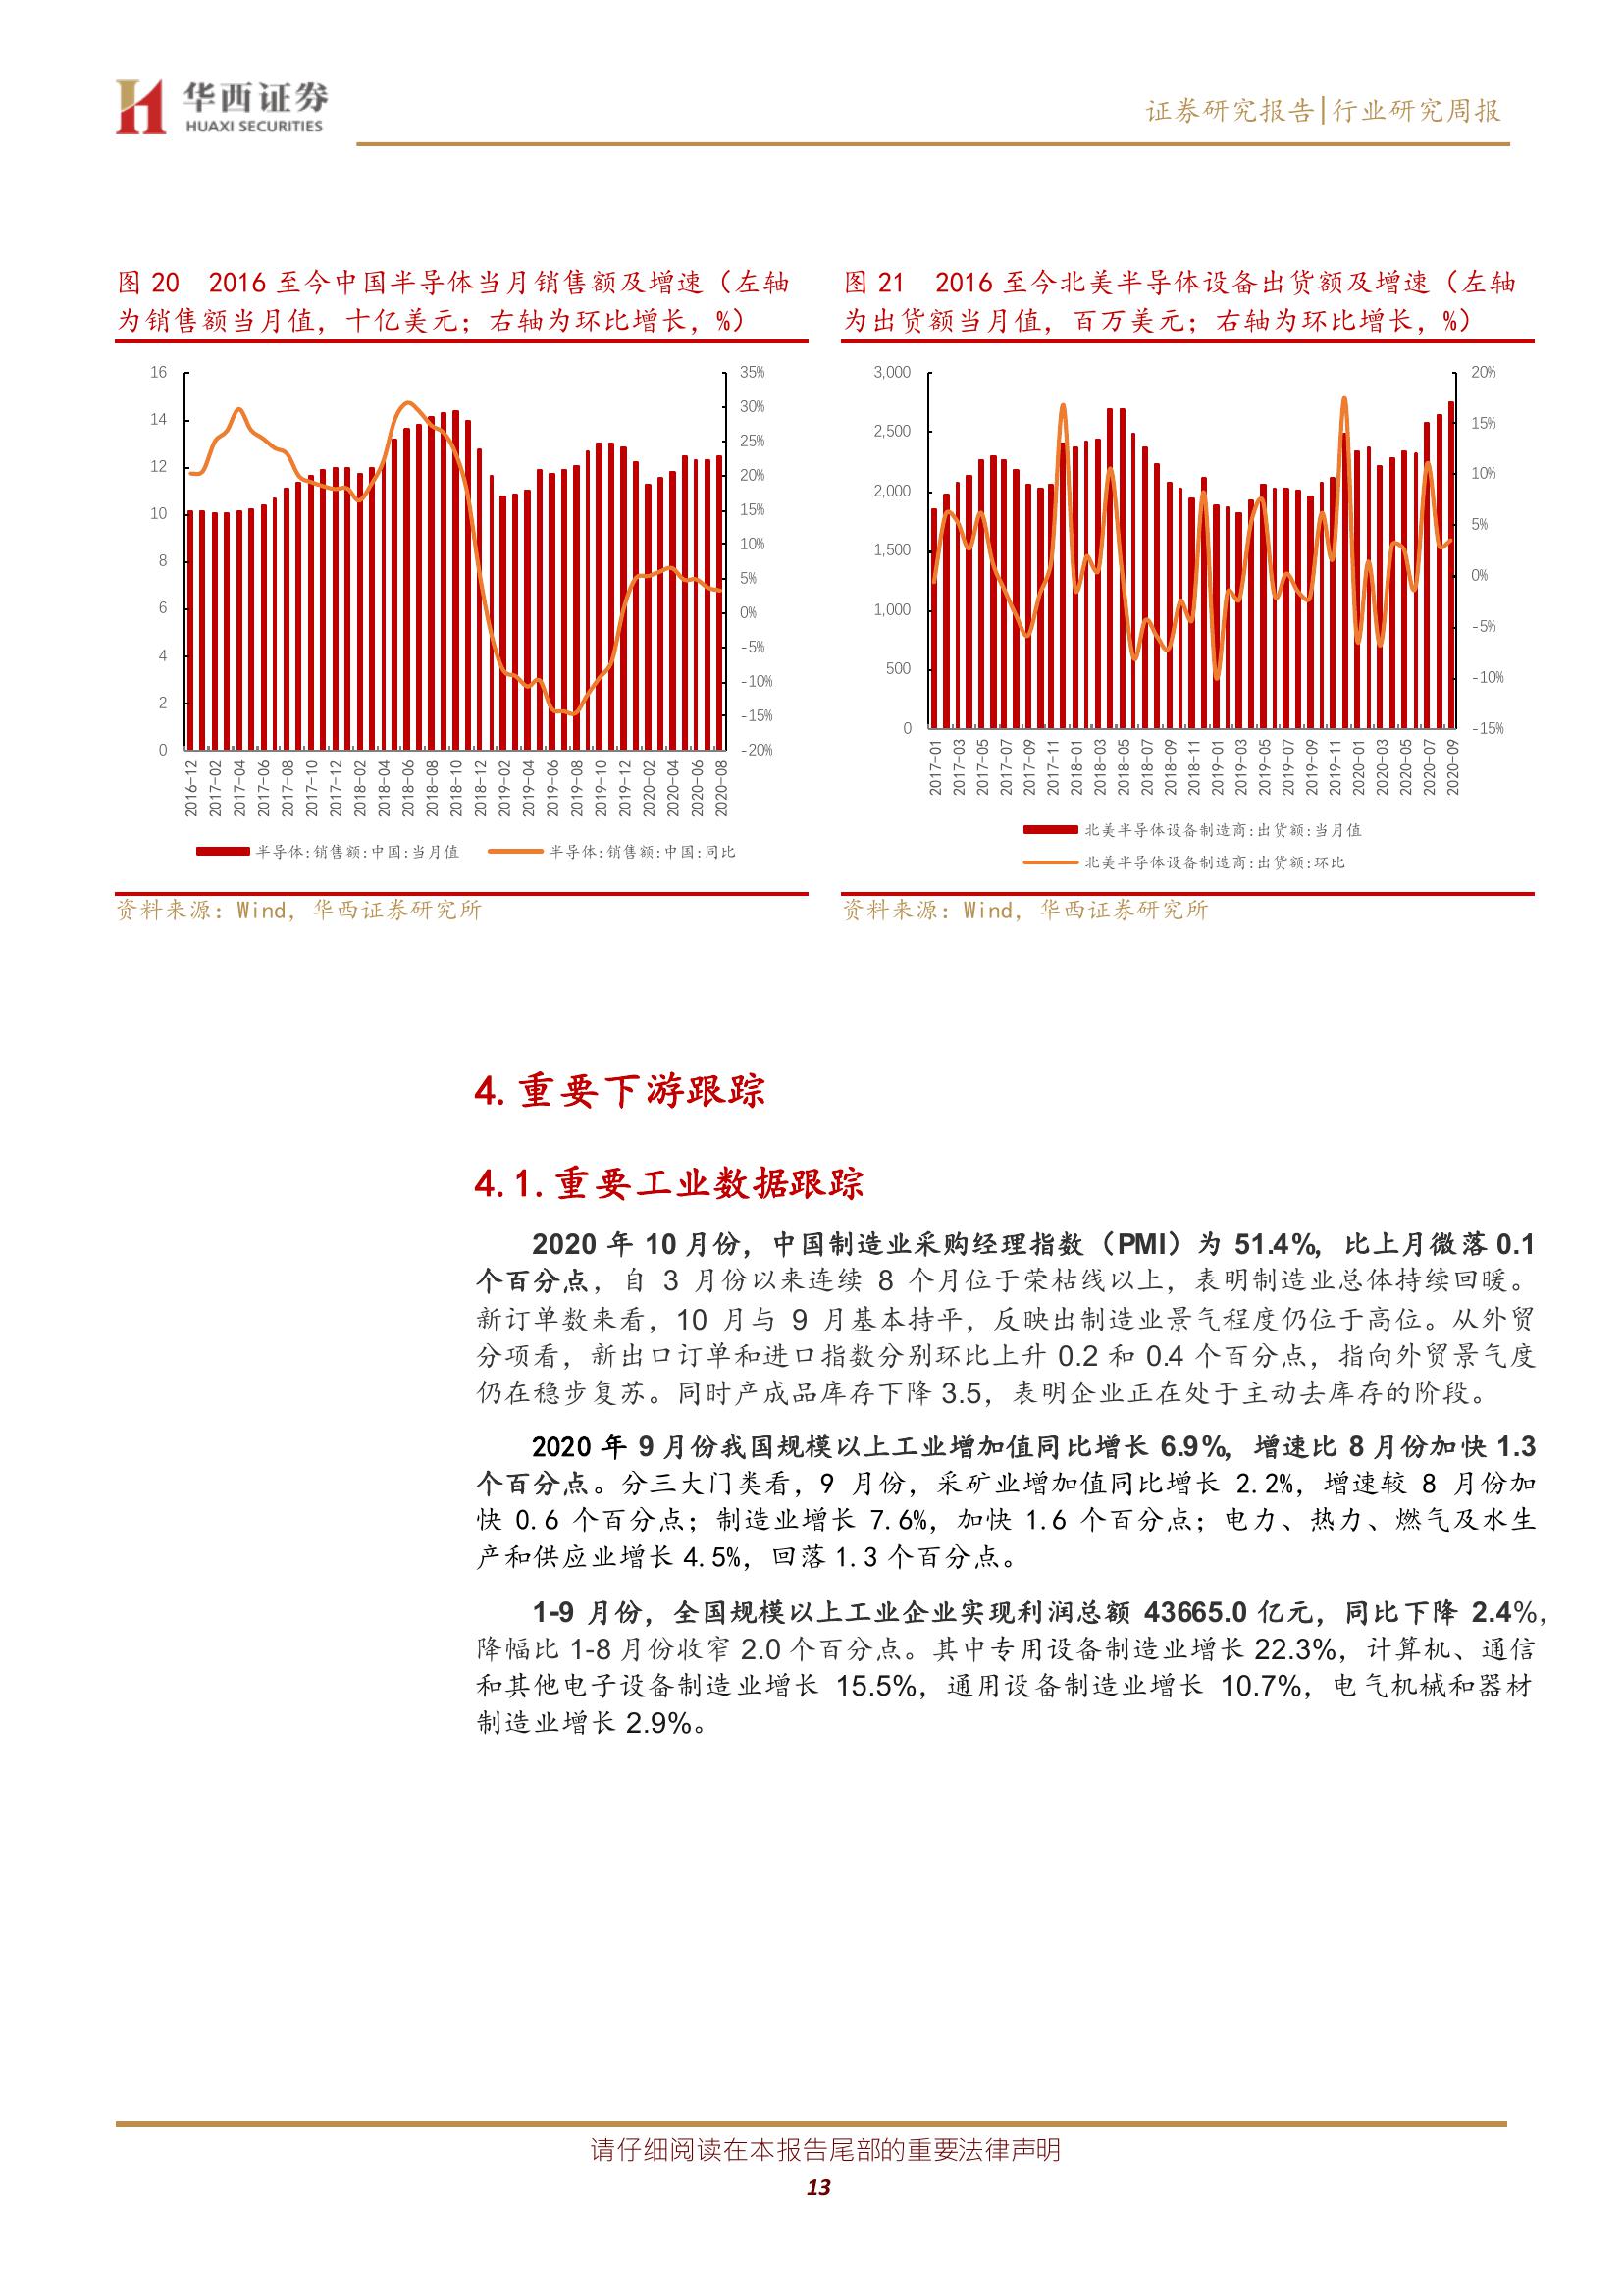 华西证券
HUAXI SECURITIES
证券研究报告|行业研究周报
图 20 2016 至今中国半导体当月销售额及增速（左轴
为销售额当月值，十亿美元；右轴为环比增长，%）
16
14
12
10
8
6
4
2
0
35%
30%
25%
20%
15%
10%
5%
0%
-5%
-10%
-15%
-20%
2016-12
2017-02
2017-04
2017-06
2017-08
2017-10
2017-12
2018-02
2018-04
2018-06
2018-08
2018-10
2018-12
2019-02
2019-04
2019-06
2019-08
2019-10
2019-12
2020-02
2020-04
2020-06
2020-08
半导体:销售额:中国:当月值
半导体:销售额:中国:同比
资料来源：Wind，华西证券研究所
图 21 2016 至今北美半导体设备出货额及增速（左轴
为出货额当月值，百万美元；右轴为环比增长，%）
3,000
2,500
2,000
1,500
1,000
500
0
20%
15%
10%
5%
0%
-5%
-10%
-15%
2017-01
2017-03
2017-05
2017-07
2017-09
2017-11
2018-01
2018-03
2018-05
2018-07
2018-09
2018-11
2019-01
2019-03
2019-05
2019-07
2019-09
2019-11
2020-01
2020-03
2020-05
2020-07
2020-09
北美半导体设备制造商:出货额:当月值
北美半导体设备制造商:出货额:环比
资料来源：Wind，华西证券研究所
4. 重要下游跟踪
4.1. 重要工业数据跟踪
2020 年 10 月份，中国制造业采购经理指数（PMI）为 51.4%，比上月微落 0.1
个百分点，自 3 月份以来连续 8 个月位于荣枯线以上，表明制造业总体持续回暖。
新订单数来看，10 月与 9 月基本持平，反映出制造业景气程度仍位于高位。从外贸
分项看，新出口订单和进口指数分别环比上升 0.2 和 0.4 个百分点，指向外贸景气度
仍在稳步复苏。同时产成品库存下降 3.5，表明企业正在处于主动去库存的阶段。
2020 年 9 月份我国规模以上工业增加值同比增长 6.9%，增速比 8 月份加快 1.3
个百分点。分三大门类看，9 月份，采矿业增加值同比增长 2.2%，增速较 8 月份加
快 0.6 个百分点；制造业增长 7.6%，加快 1.6 个百分点；电力、热力、燃气及水生
产和供应业增长 4.5%，回落 1.3 个百分点。
1-9 月份，全国规模以上工业企业实现利润总额 43665.0 亿元，同比下降 2.4%，
降幅比 1-8 月份收窄 2.0 个百分点。其中专用设备制造业增长 22.3%，计算机、通信
和其他电子设备制造业增长 15.5%，通用设备制造业增长 10.7%，电气机械和器材
制造业增长 2.9%。
请仔细阅读在本报告尾部的重要法律声明
13